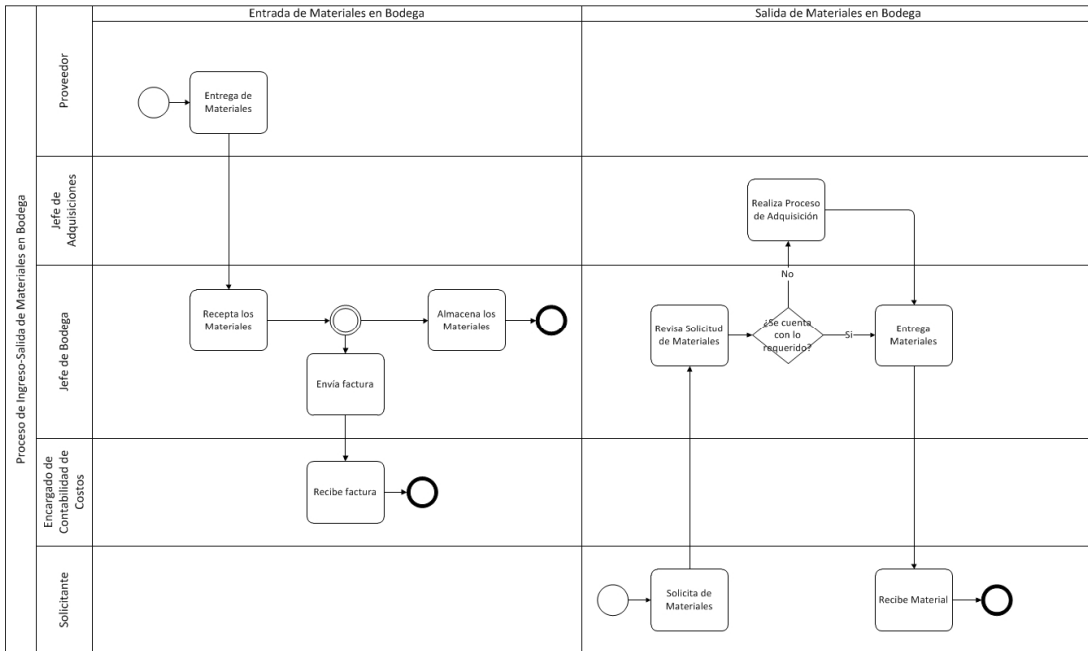 Entrada de Materiales en Bodega
Salida de Materiales en Bodega
Proceso de Ingreso-Salida de Materiales en Bodega
Proveedor
Entrega de
Materiales
Jefe de
Adquisiciones
Realiza Proceso
de Adquisición
No
Jefe de Bodega
Recepta los
Materiales
Almacena los
Materiales
Envía factura
Revisa Solicitud
de Materiales
¿Se cuenta
con lo
requerido?
Si
Entrega
Materiales
Encargado de
Contabilidad de
Costos
Recibe factura
Solicitante
Solicita de
Materiales
Recibe Material